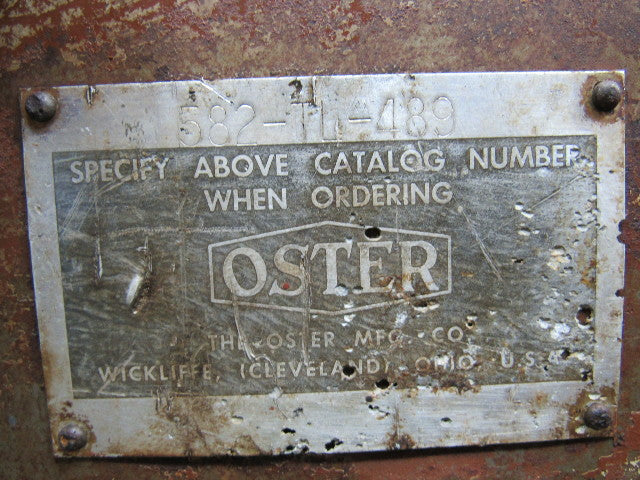 582-TL-489
SPECIFY ABOVE CATALOG NUMBER
WHEN ORDERING
OSTER
THE OSTER MFG. CO.
WICKLIFFE, (CLEVELAND) OHIO, U.S.A.